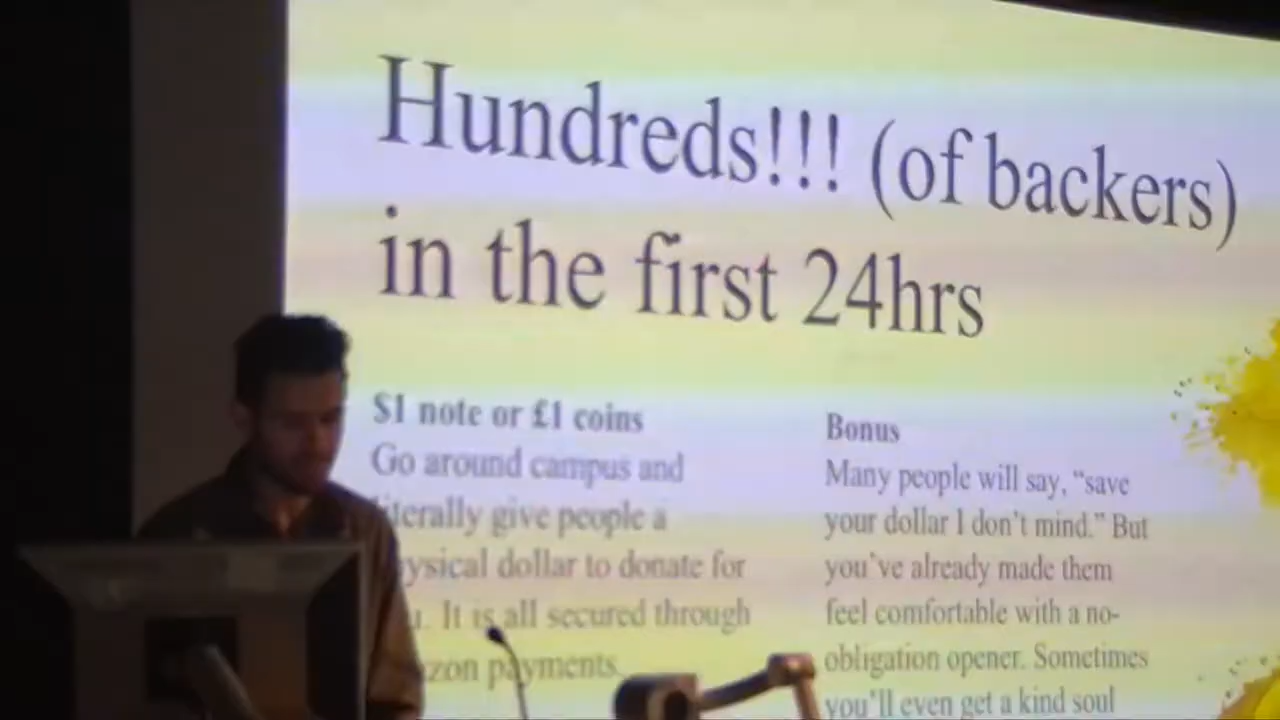 Hundreds!!! (of backers)
in the first 24hrs
$1 note or £1 coins
Go around campus and
literally give people a
physical dollar to donate for
. It is all secured through
payments.
Bonus
Many people will say, “save
your dollar I don’t mind.” But
you’ve already made them
feel comfortable with a no-
obligation opener. Sometimes
you’ll even get a kind soul